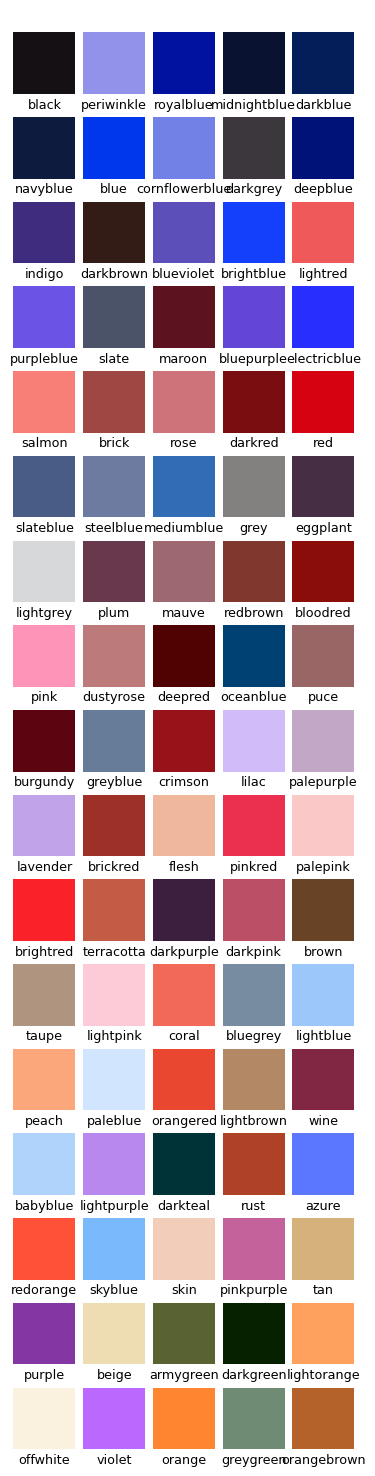 black periwinkle royalblue midnightblue darkblue
navyblue blue cornflowerblue darkgrey deepblue
indigo darkbrown blueviolet brightblue lightred
purpleblue slate maroon bluepurple electricblue
salmon brick rose darkred red
slateblue steelblue mediumblue grey eggplant
lightgrey plum mauve redbrown bloodred
pink dustyrose deepred oceanblue puce
burgundy greyblue crimson lilac palepurple
lavender brickred flesh pinkred palepink
brightred terracotta darkpurple darkpink brown
taupe lightpink coral bluegrey lightblue
peach paleblue orangered lightbrown wine
babyblue lightpurple darkteal rust azure
redorange skyblue skin pinkpurple tan
purple beige armygreen darkgreen lightorange
offwhite violet orange greygreen orangebrown